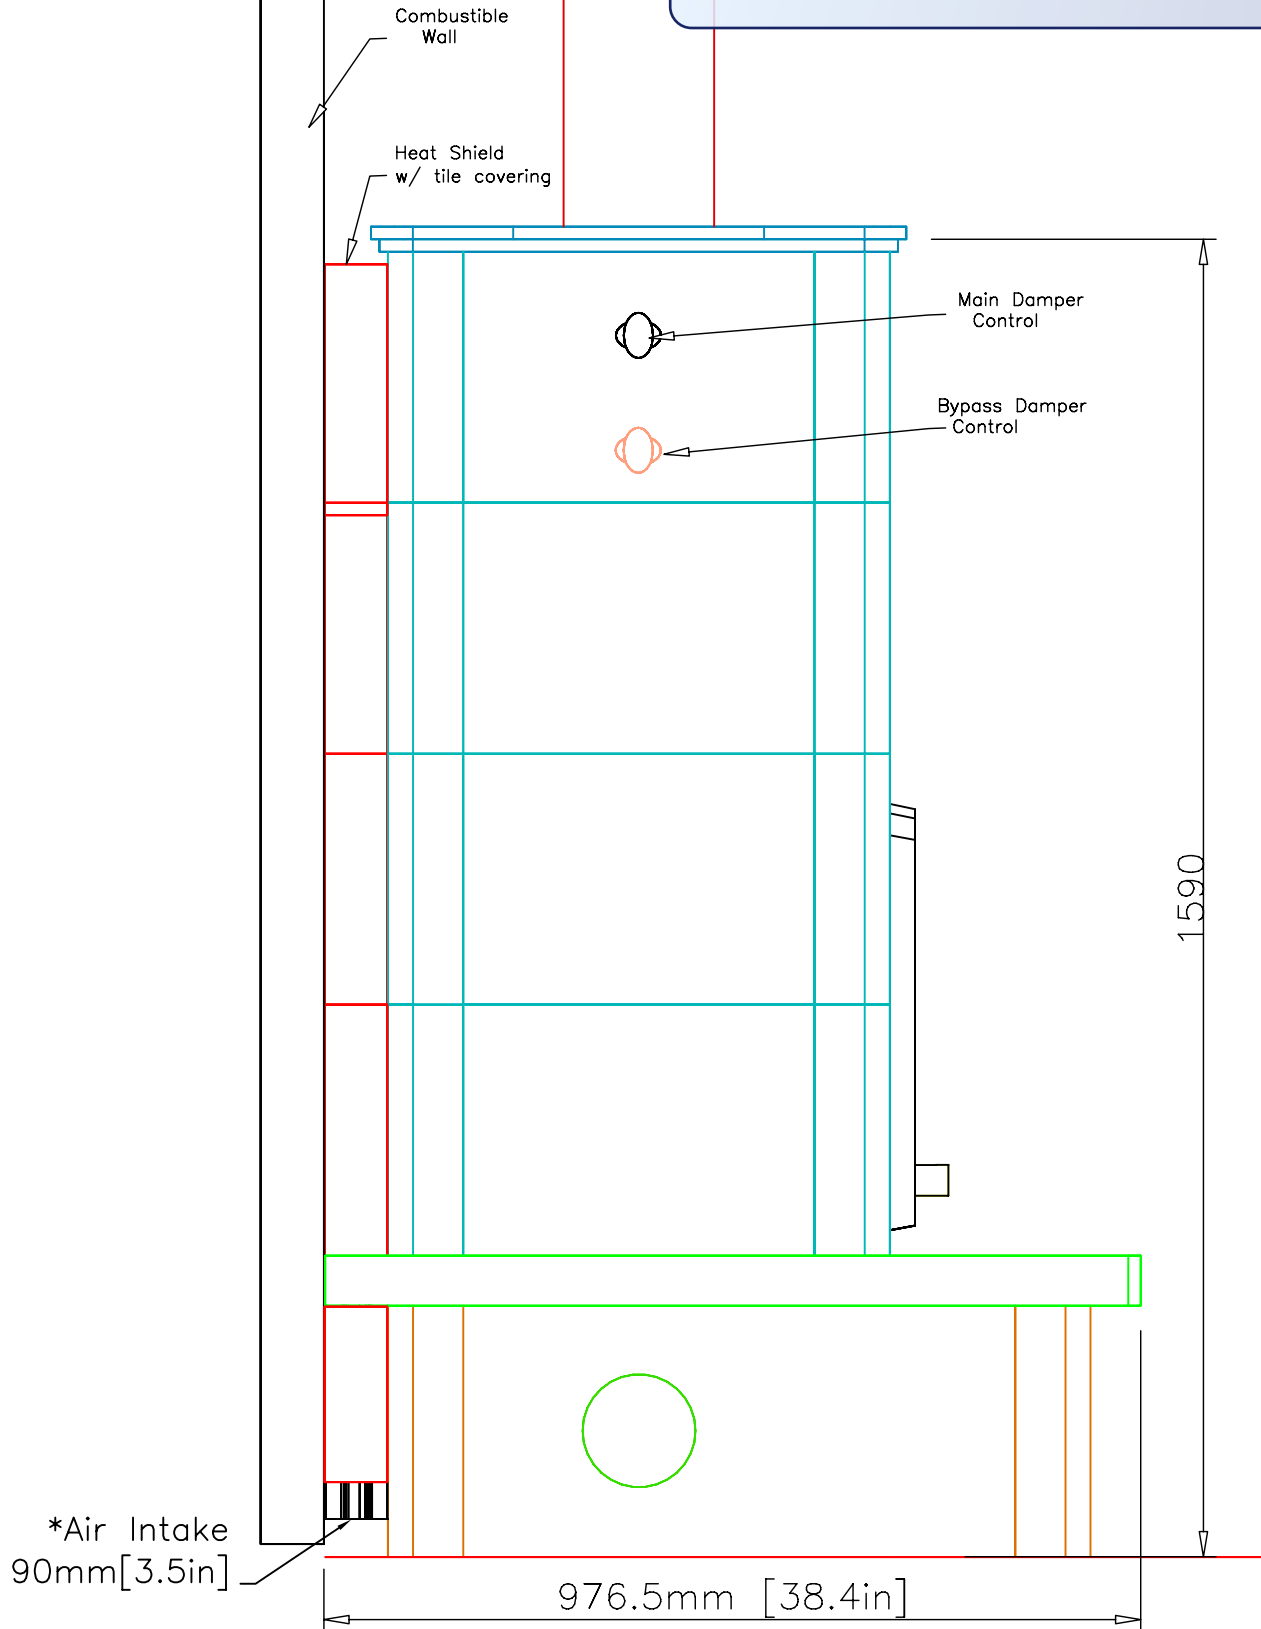 Combustible
Wall
Heat Shield
w/ tile covering
Main Damper
Control
Bypass Damper
Control
1590
*Air Intake
90mm[3.5in]
976.5mm [38.4in]